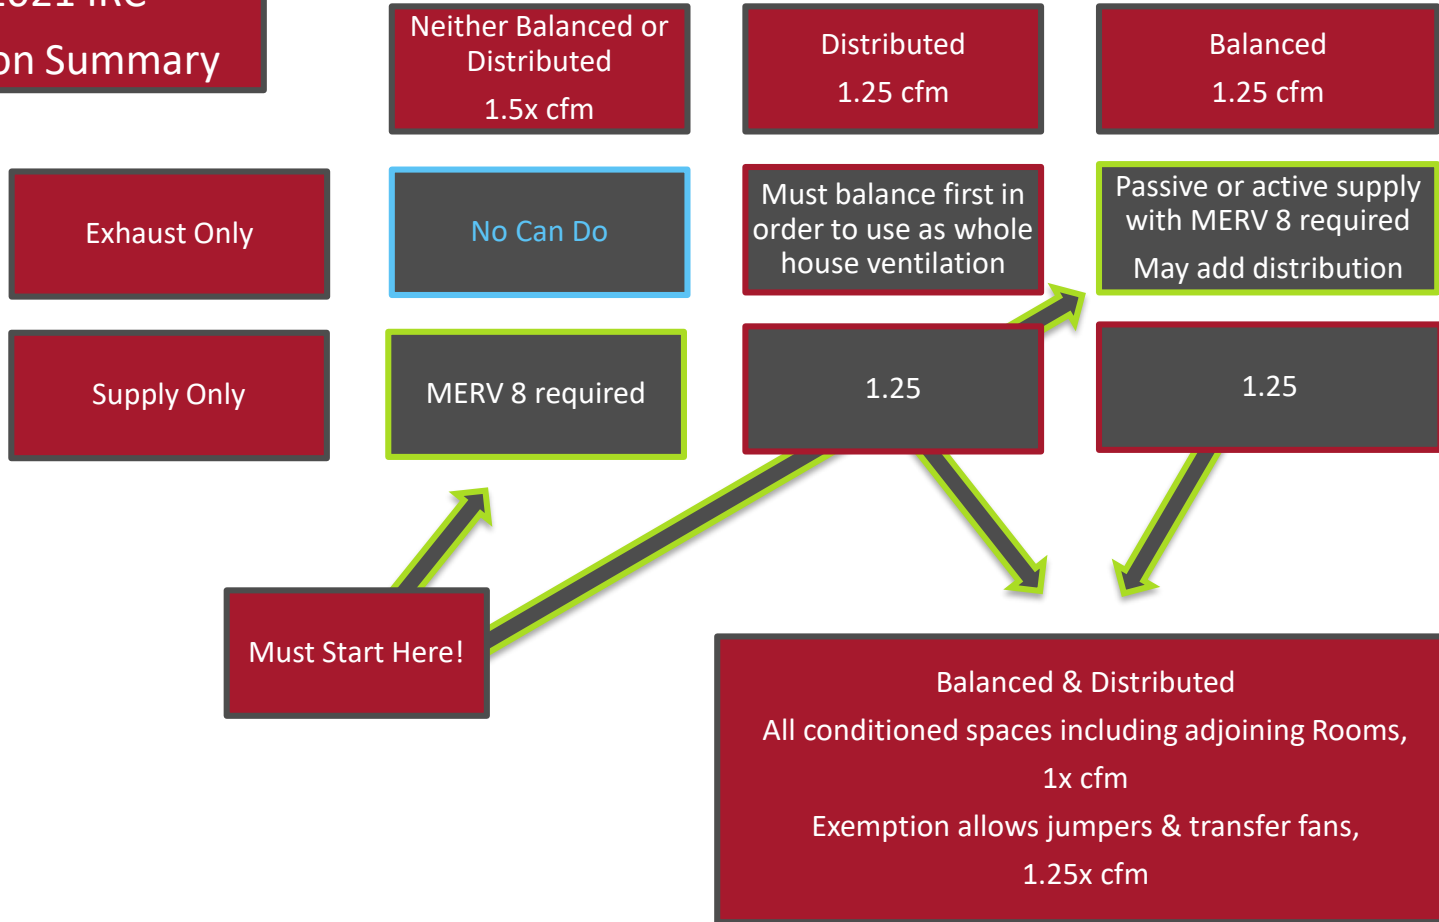 2021 IRC
on Summary
Neither Balanced or
Distributed
1.5x cfm
Distributed
1.25 cfm
Balanced
1.25 cfm
Exhaust Only
No Can Do
Must balance first in
order to use as whole
house ventilation
Passive or active supply
with MERV 8 required
May add distribution
Supply Only
MERV 8 required
1.25
1.25
Must Start Here!
Balanced & Distributed
All conditioned spaces including adjoining Rooms,
1x cfm
Exemption allows jumpers & transfer fans,
1.25x cfm